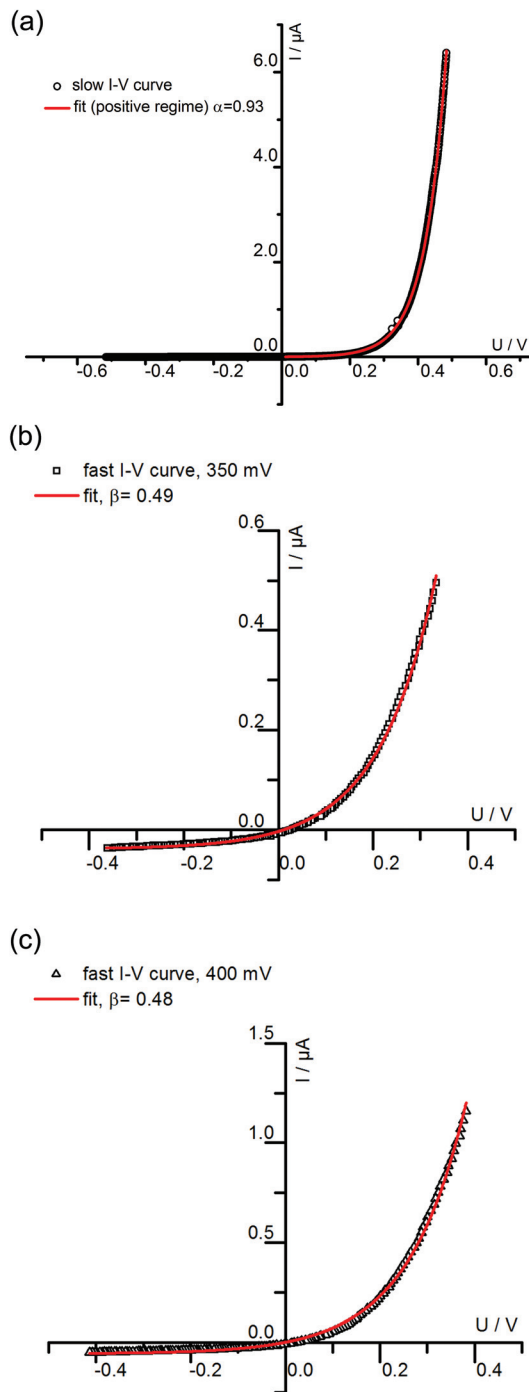 (a)
I / µA
6.0
slow I-V curve
fit (positive regime) α=0.93
4.0
2.0
0.0
U / V
-0.6 -0.4 -0.2 0.0 0.2 0.4 0.6
(b)
fast I-V curve, 350 mV
fit, β= 0.49
0.6
I / µA
0.4
0.2
0.0
U / V
-0.4 -0.2 0.0 0.2 0.4
(c)
fast I-V curve, 400 mV
fit, β= 0.48
1.5
I / µA
1.0
0.5
0.0
U / V
-0.4 -0.2 0.0 0.2 0.4